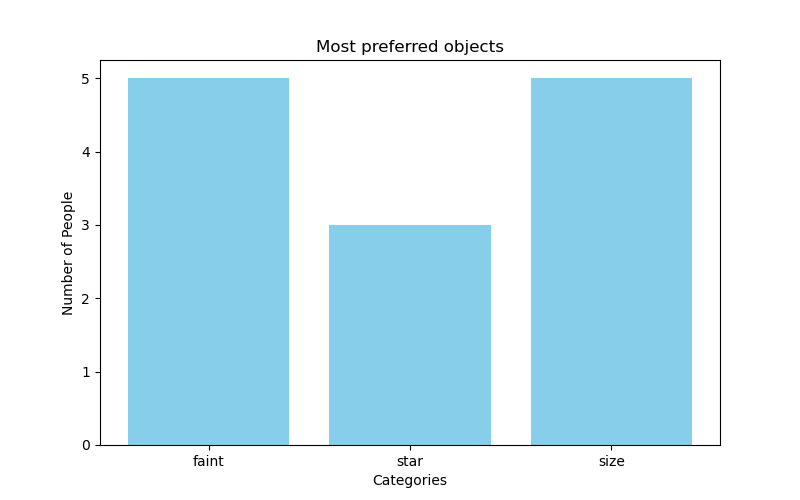 Most preferred objects
Number of People
5
4
3
2
1
0
faint
star
size
Categories